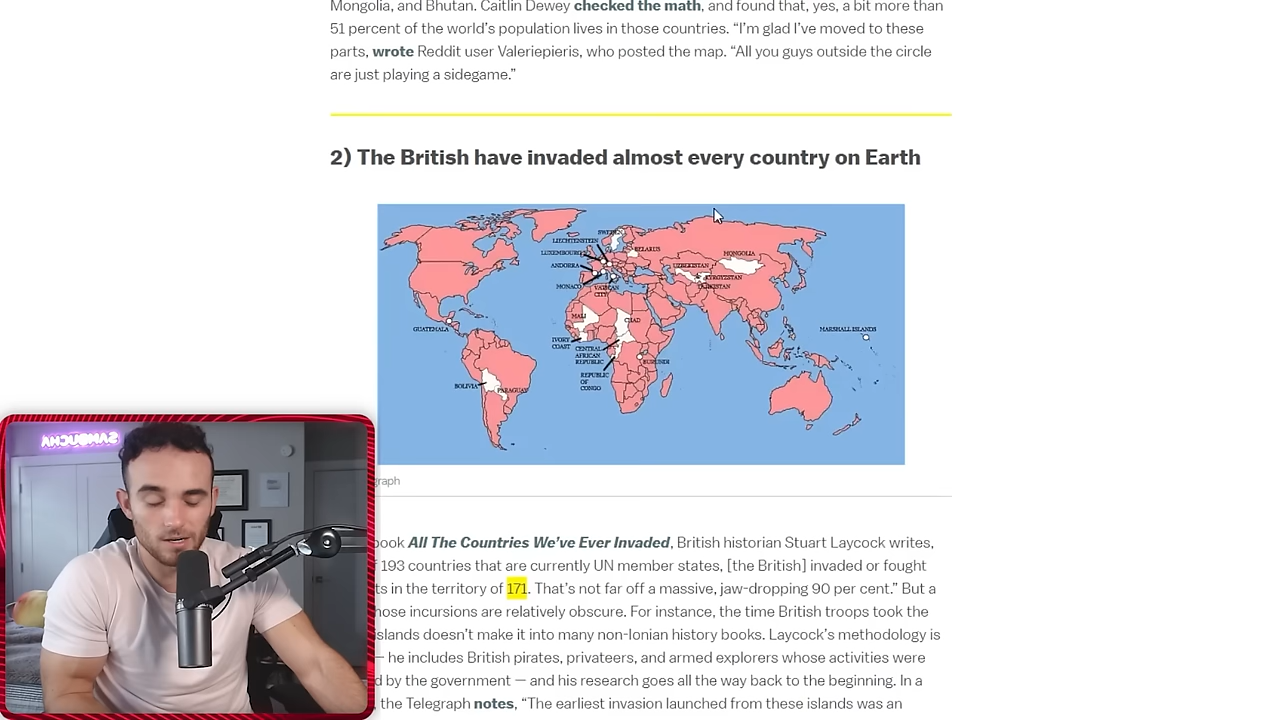 Mongolia, and Bhutan. Caitlin Dewey checked the math, and found that, yes, a bit more than
51 percent of the world's population lives in those countries. “I'm glad I've moved to these
parts, wrote Reddit user Valeriepieris, who posted the map. “All you guys outside the circle
are just playing a sidegame.”
2) The British have invaded almost every country on Earth
SWEDEN
LIECHTENSTEIN
LUXEMBOURG
BELARUS
MONGOLIA
ANDORRA
UZBEKISTAN
KYRGYZSTAN
MONACO
VATICAN
CITY
MALI
CHAD
GUATEMALA
MARSHALL ISLANDS
IVORY
COAST
CENTRAL
AFRICAN
REPUBLIC
BURUNDI
REPUBLIC
OF
CONGO
BOLIVIA
PARAGUAY
graph
SANBUCHA
book All The Countries We've Ever Invaded, British historian Stuart Laycock writes,
193 countries that are currently UN member states, [the British] invaded or fought
ts in the territory of 171. That's not far off a massive, jaw-dropping 90 per cent.” But a
hose incursions are relatively obscure. For instance, the time British troops took the
slands doesn't make it into many non-Ionian history books. Laycock's methodology is
— he includes British pirates, privateers, and armed explorers whose activities were
d by the government — and his research goes all the way back to the beginning. In a
the Telegraph notes, “The earliest invasion launched from these islands was an